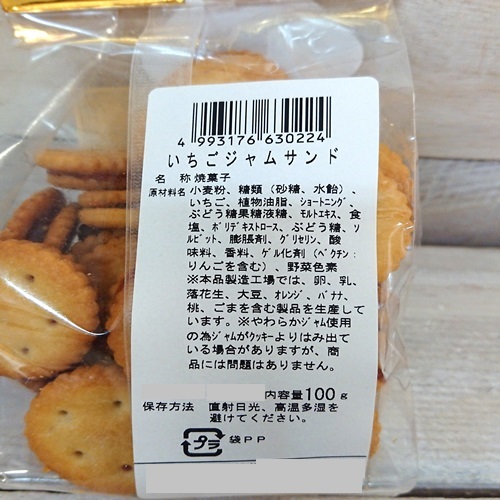 4 993176 630224
いちごジャムサンド
名 称 焼菓子
原材料名 小麦粉、糖類（砂糖、水飴）、
いちご、植物油脂、ショートニング、
ぶどう糖果糖液糖、モルトエキス、食
塩、ポリデキストロース、ぶどう糖、ソ
ルビット、膨脹剤、グリセリン、酸
味料、香料、ゲル化剤（ペクチン：
りんごを含む）、野菜色素
※本品製造工場では、卵、乳、
落花生、大豆、オレンジ、バナナ、
桃、ごまを含む製品を生産して
います。※やわらかジャム使用
の為ジャムがクッキーよりはみ出て
いる場合がありますが、商
品には問題はありません。
内容量100g
保存方法 直射日光、高温多湿を
避けてください。
プラ 袋PP